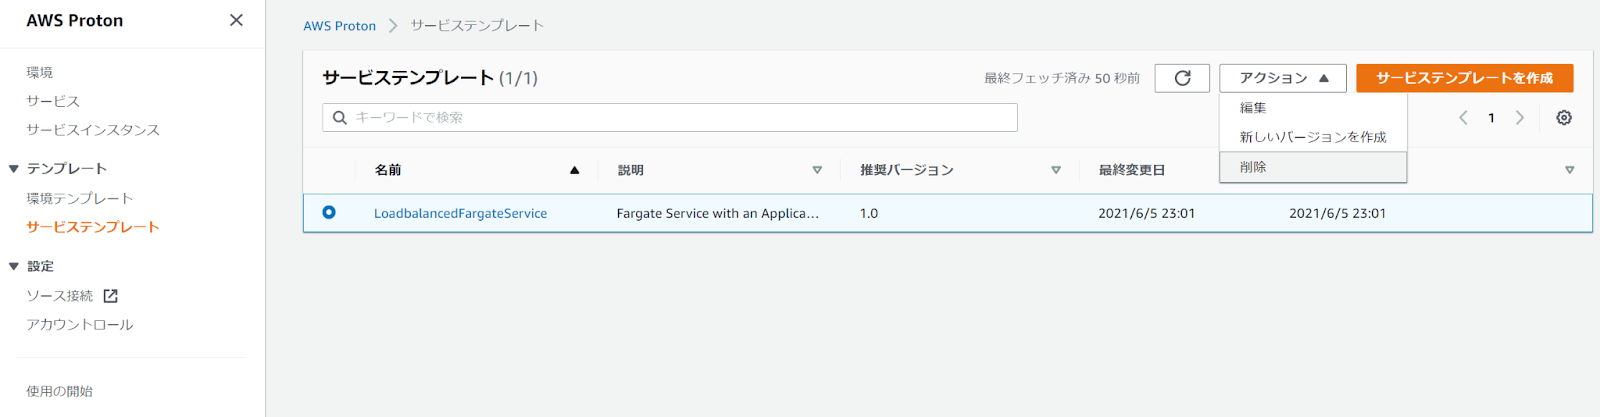 AWS Proton
環境
サービス
サービスインスタンス
テンプレート
環境テンプレート
サービステンプレート
設定
ソース接続
アカウントロール
使用の開始
AWS Proton > サービステンプレート
サービステンプレート (1/1)
最終フェッチ済み 50 秒前
アクション
サービステンプレートを作成
キーワードで検索
編集
新しいバージョンを作成
削除
1
名前 説明 推奨バージョン 最終変更日
LoadbalancedFargateService Fargate Service with an Applica... 1.0 2021/6/5 23:01 2021/6/5 23:01